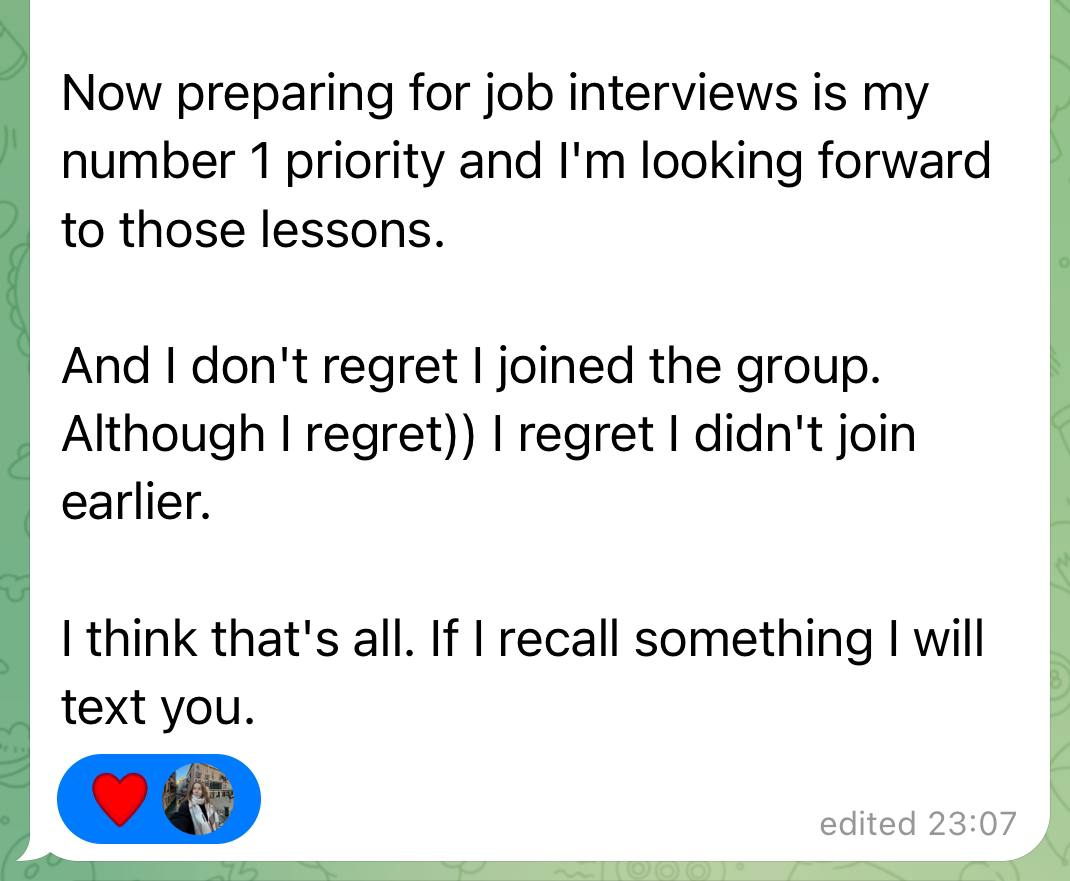 Now preparing for job interviews is my
number 1 priority and I'm looking forward
to those lessons.
And I don't regret I joined the group.
Although I regret)) I regret I didn't join
earlier.
I think that's all. If I recall something I will
text you.
edited 23:07